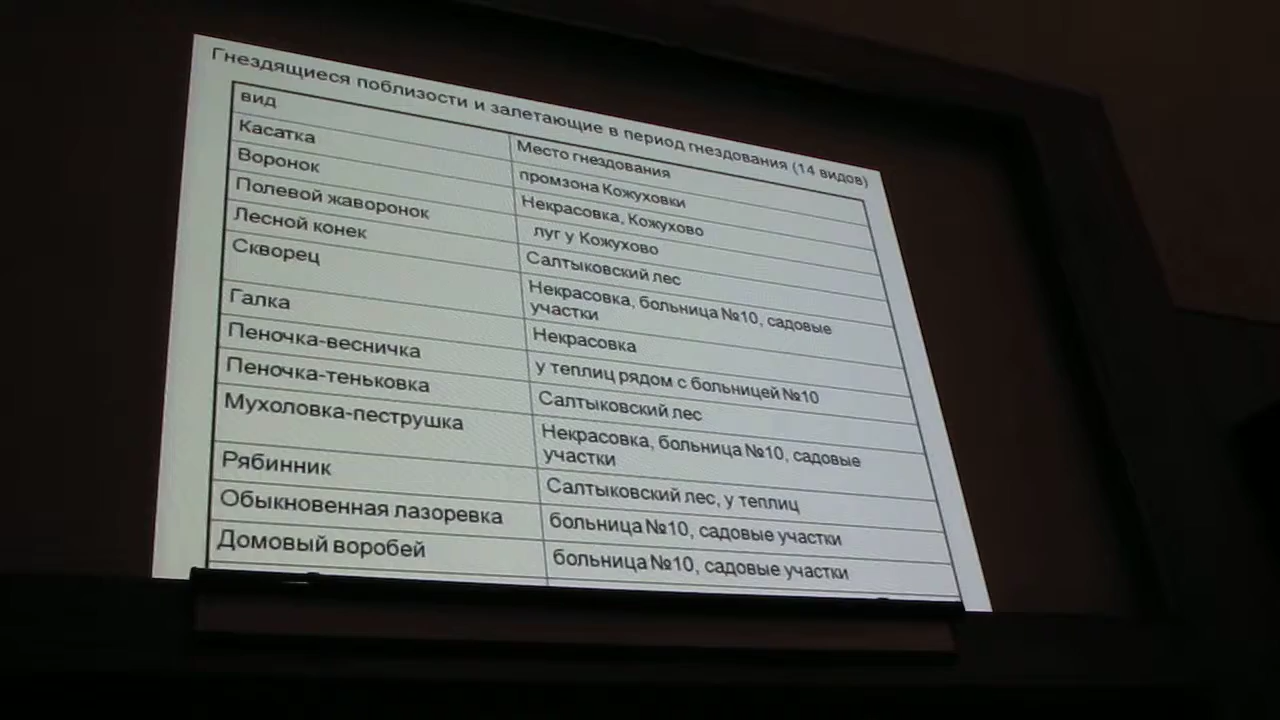 Гнездящиеся поблизости и залетающие в период гнездования (14 видов)
вид
Место гнездования
Касатка
промзона Кожуховки
Воронок
Некрасовка, Кожухово
Полевой жаворонок
луг у Кожухово
Лесной конек
Салтыковский лес
Скворец
Некрасовка, больница №10, садовые
участки
Галка
Некрасовка
Пеночка-весничка
у теплиц рядом с больницей №10
Пеночка-теньковка
Салтыковский лес
Мухоловка-пеструшка
Некрасовка, больница №10, садовые
участки
Рябинник
Салтыковский лес, у теплиц
Обыкновенная лазоревка
больница №10, садовые участки
Домовый воробей
больница №10, садовые участки